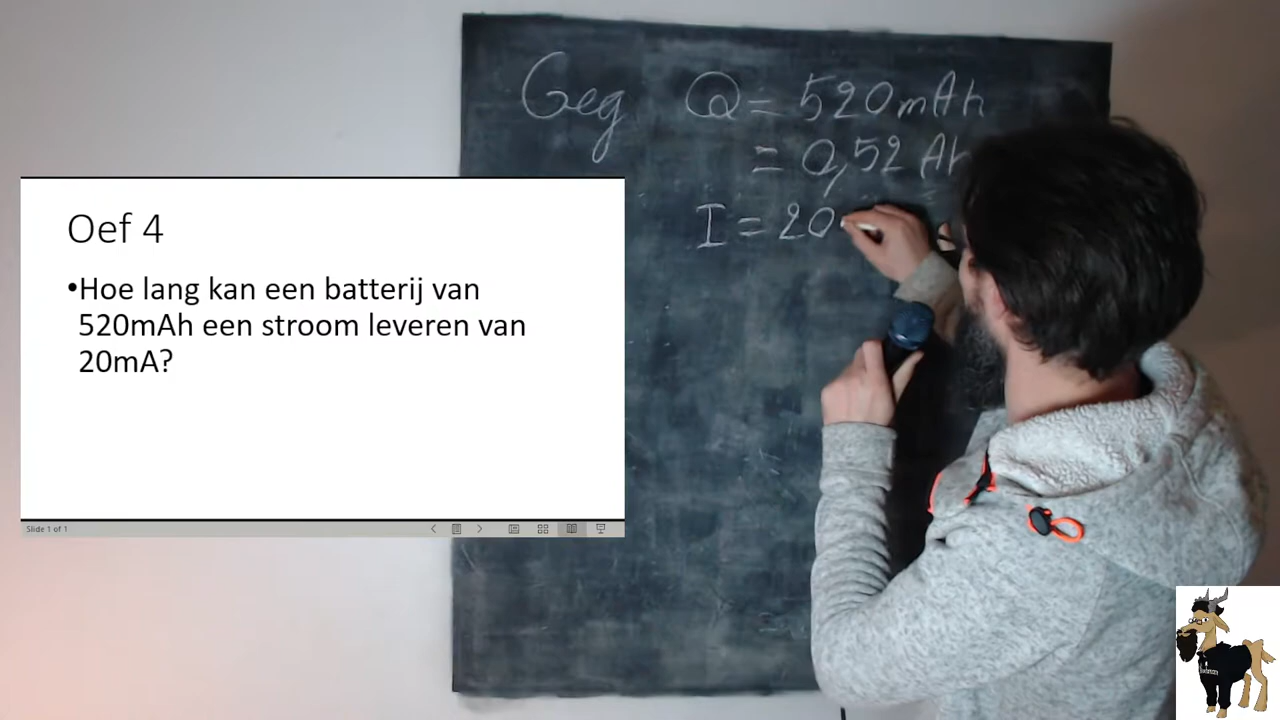 Oef 4
•Hoe lang kan een batterij van
520mAh een stroom leveren van
20mA?
Slide 1 of 1
Geg Q = 520mAh
= 0,52 Ah
I = 20